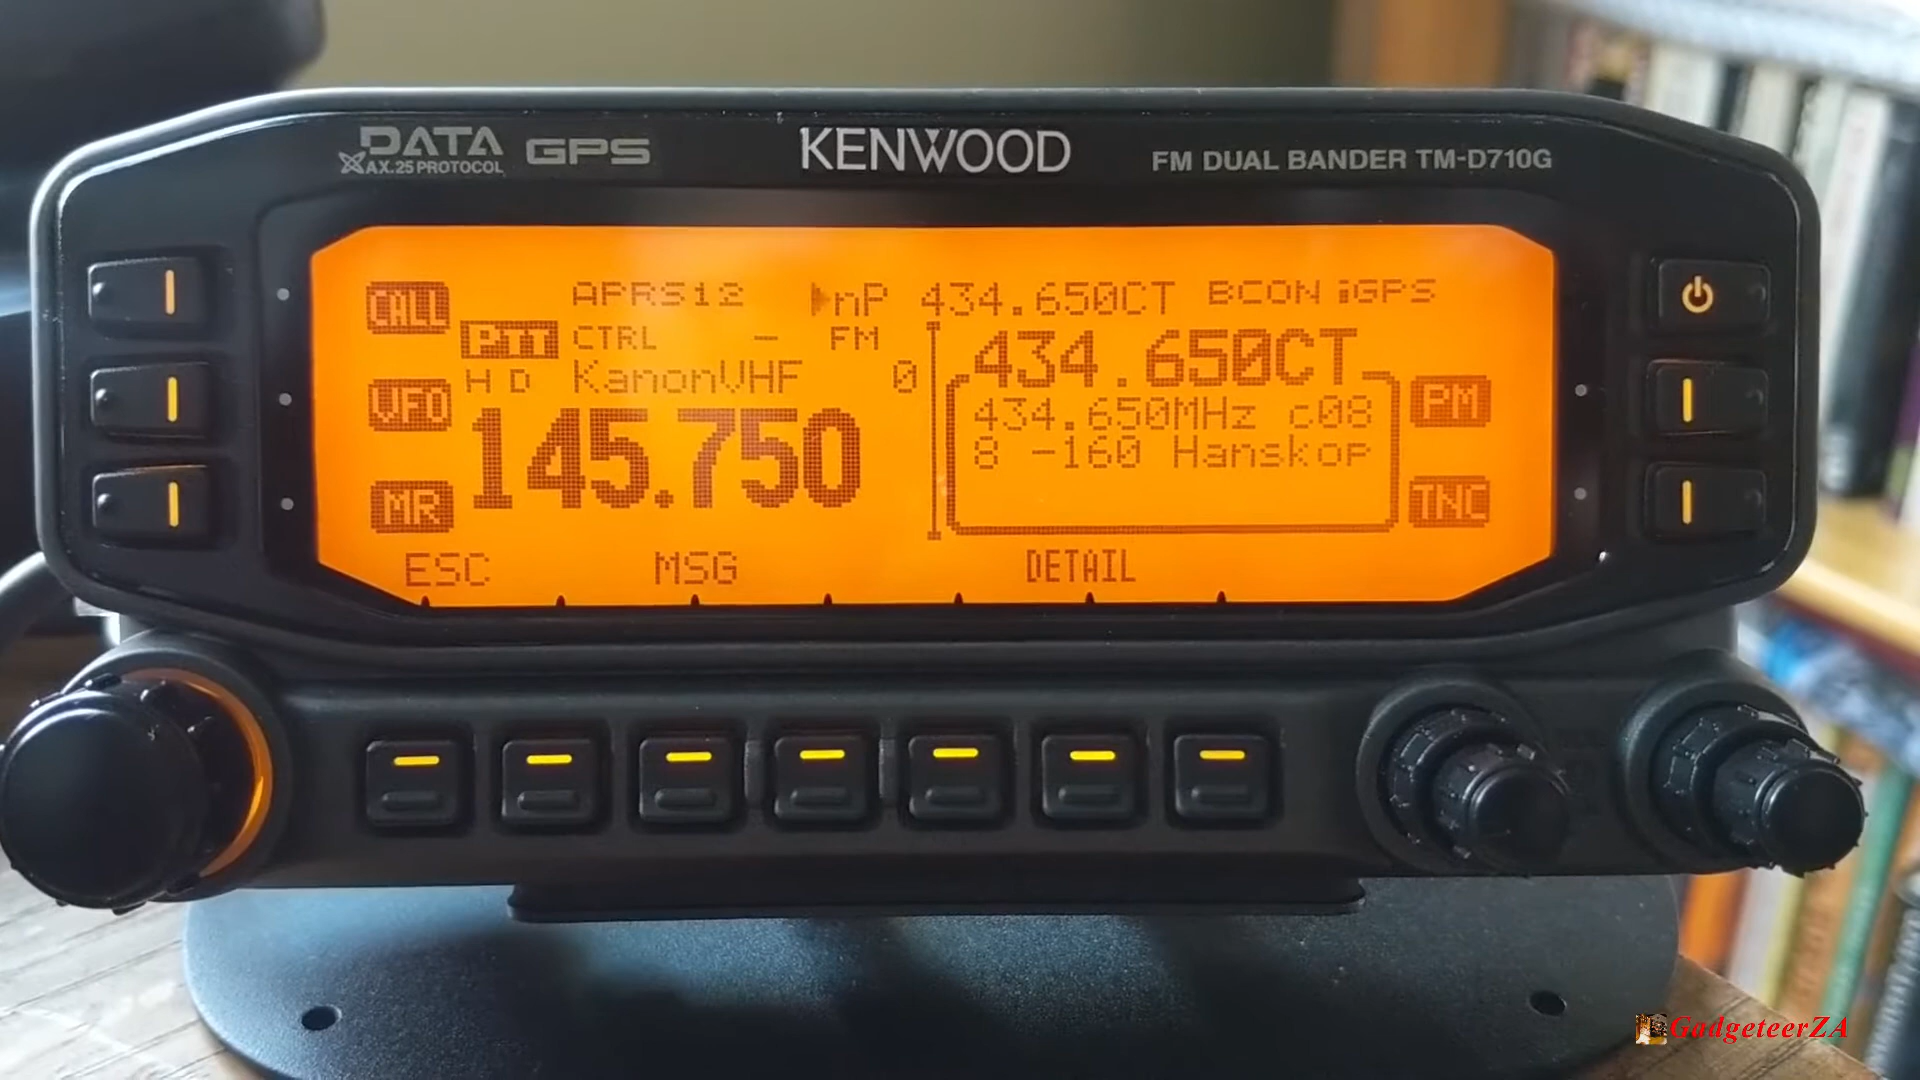 DATA GPS
AX.25 PROTOCOL
KENWOOD
FM DUAL BANDER TM-D710G
CALL
APRS12
nP 434.650CT
BCON iGPS
PTT
CTRL - FM
434.650CT
H D KanonVHF 0
VFO
145.750
434.650MHz c08
8 -160 Hanskop
PM
MR
TNC
ESC MSG DETAIL
GadgeteerZA